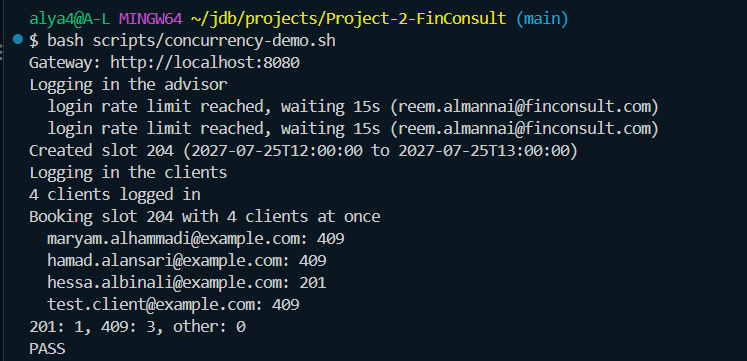 alya4@A-L MINGW64 ~/jdb/projects/Project-2-FinConsult (main)
$ bash scripts/concurrency-demo.sh
Gateway: http://localhost:8080
Logging in the advisor
  login rate limit reached, waiting 15s (reem.almannai@finconsult.com)
  login rate limit reached, waiting 15s (reem.almannai@finconsult.com)
Created slot 204 (2027-07-25T12:00:00 to 2027-07-25T13:00:00)
Logging in the clients
4 clients logged in
Booking slot 204 with 4 clients at once
  maryam.alhammadi@example.com: 409
  hamad.alansari@example.com: 409
  hessa.albinali@example.com: 201
  test.client@example.com: 409
201: 1, 409: 3, other: 0
PASS